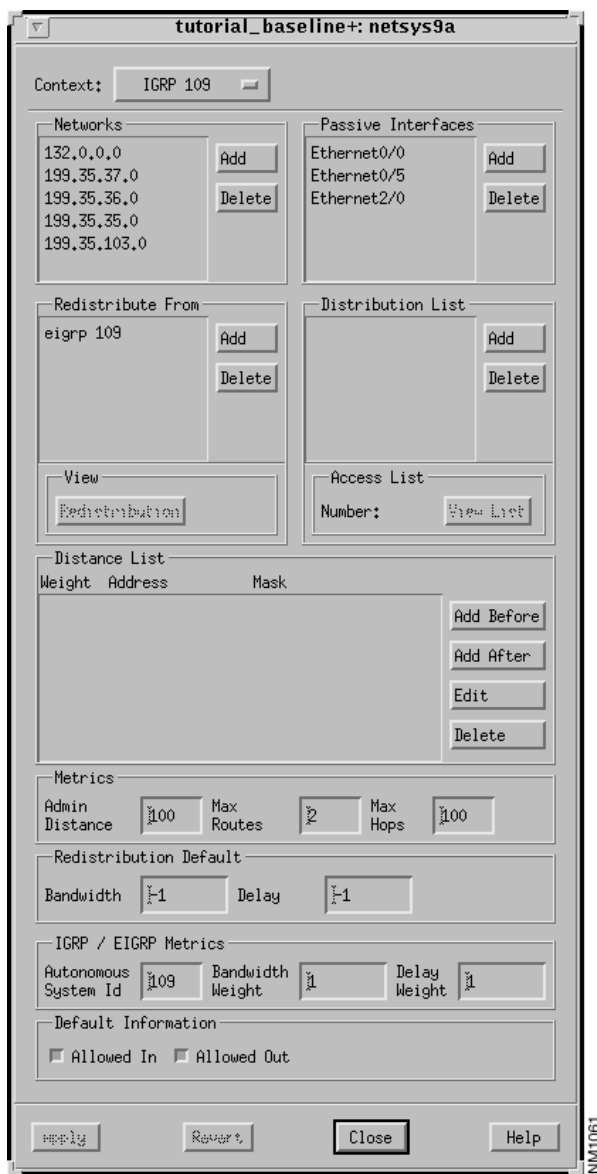 tutorial_baseline+: netsys9a
Context: IGRP 109
Networks
132.0.0.0
199.35.37.0
199.35.36.0
199.35.35.0
199.35.103.0
Add
Delete
Passive Interfaces
Ethernet0/0
Ethernet0/5
Ethernet2/0
Add
Delete
Redistribute From
eigrp 109
Add
Delete
View
Redistribution
Distribution List
Add
Delete
Access List
Number: View List
Distance List
Weight Address Mask
Add Before
Add After
Edit
Delete
Metrics
Admin Distance 100 Max Routes 2 Max Hops 100
Redistribution Default
Bandwidth -1 Delay -1
IGRP / EIGRP Metrics
Autonomous System Id 109 Bandwidth Weight 1 Delay Weight 1
Default Information
Allowed In Allowed Out
Apply Revert Close Help
NM1061